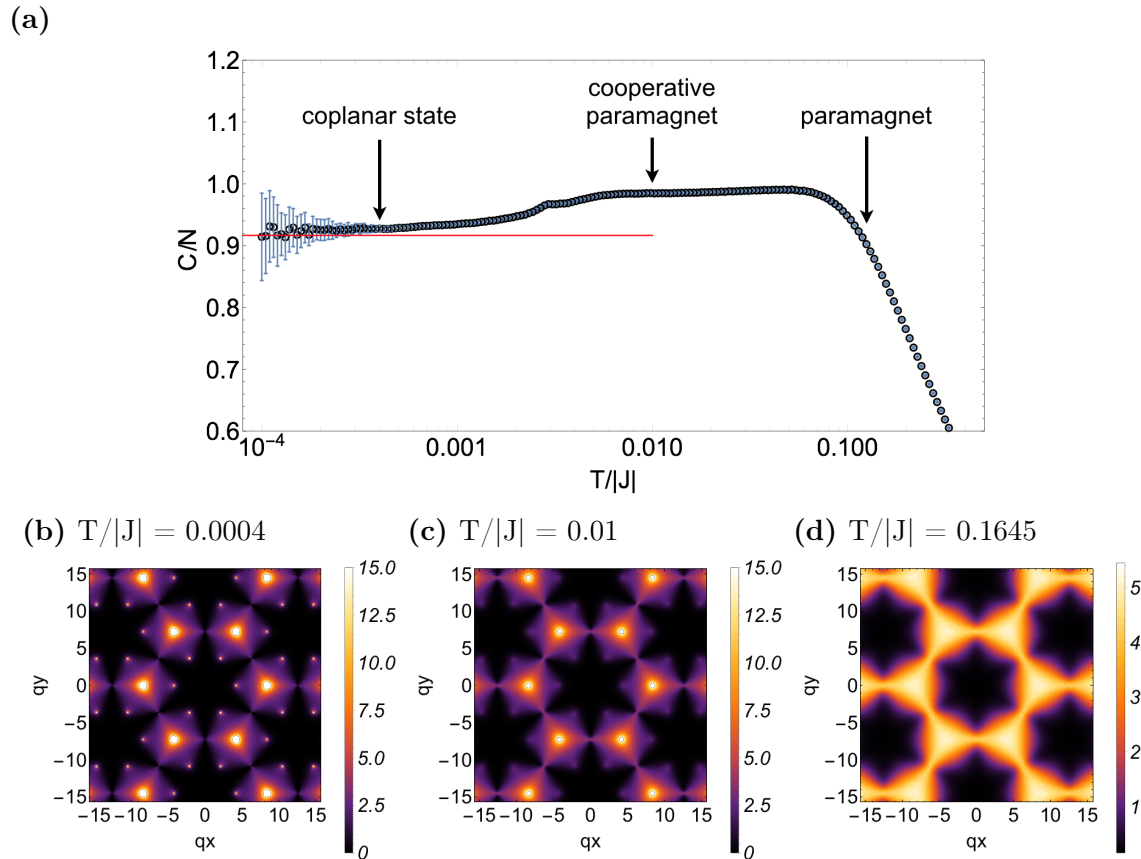 (a)
1.2
1.1
1.0
0.9
0.8
0.7
0.6
C/N
coplanar state
cooperative
paramagnet
paramagnet
10⁻⁴ 0.001 0.010 0.100
T/|J|
(b) T/|J| = 0.0004
15
10
5
0
−5
−10
−15
qy
−15 −10 −5 0 5 10 15
qx
15.0
12.5
10.0
7.5
5.0
2.5
0
(c) T/|J| = 0.01
15
10
5
0
−5
−10
−15
qy
−15 −10 −5 0 5 10 15
qx
15.0
12.5
10.0
7.5
5.0
2.5
0
(d) T/|J| = 0.1645
15
10
5
0
−5
−10
−15
qy
−15 −10 −5 0 5 10 15
qx
5
4
3
2
1